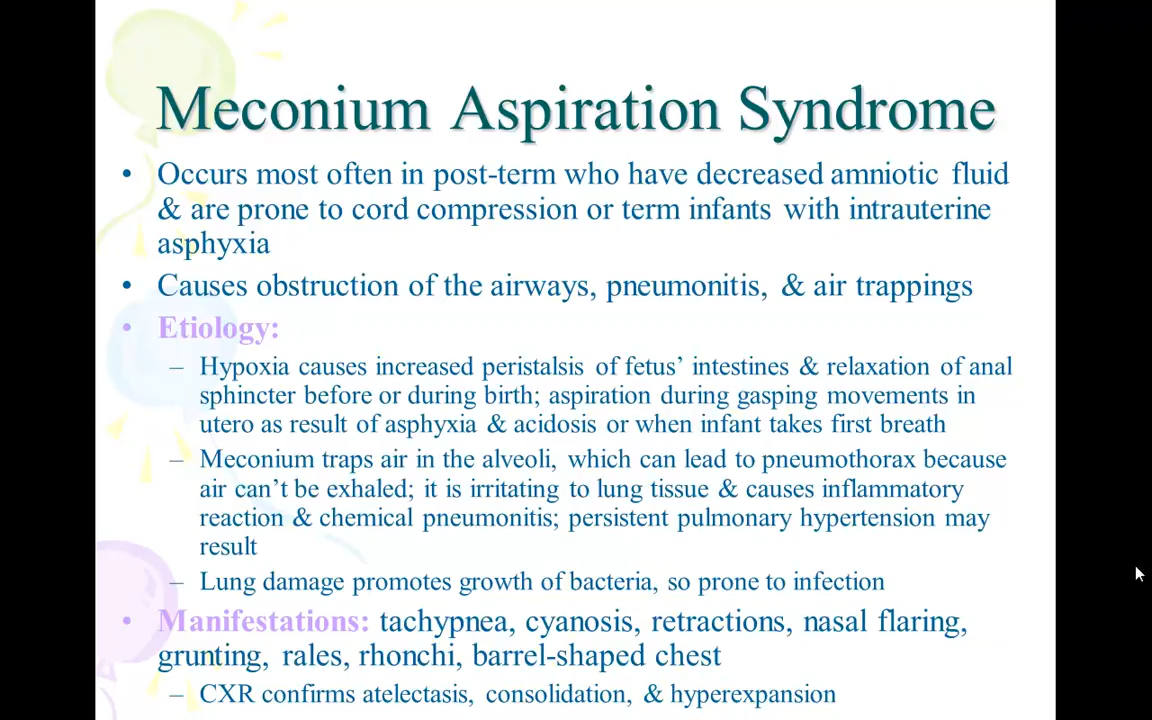 Meconium Aspiration Syndrome
• Occurs most often in post-term who have decreased amniotic fluid
& are prone to cord compression or term infants with intrauterine
asphyxia
• Causes obstruction of the airways, pneumonitis, & air trappings
• Etiology:
– Hypoxia causes increased peristalsis of fetus’ intestines & relaxation of anal
sphincter before or during birth; aspiration during gasping movements in
utero as result of asphyxia & acidosis or when infant takes first breath
– Meconium traps air in the alveoli, which can lead to pneumothorax because
air can’t be exhaled; it is irritating to lung tissue & causes inflammatory
reaction & chemical pneumonitis; persistent pulmonary hypertension may
result
– Lung damage promotes growth of bacteria, so prone to infection
• Manifestations: tachypnea, cyanosis, retractions, nasal flaring,
grunting, rales, rhonchi, barrel-shaped chest
– CXR confirms atelectasis, consolidation, & hyperexpansion